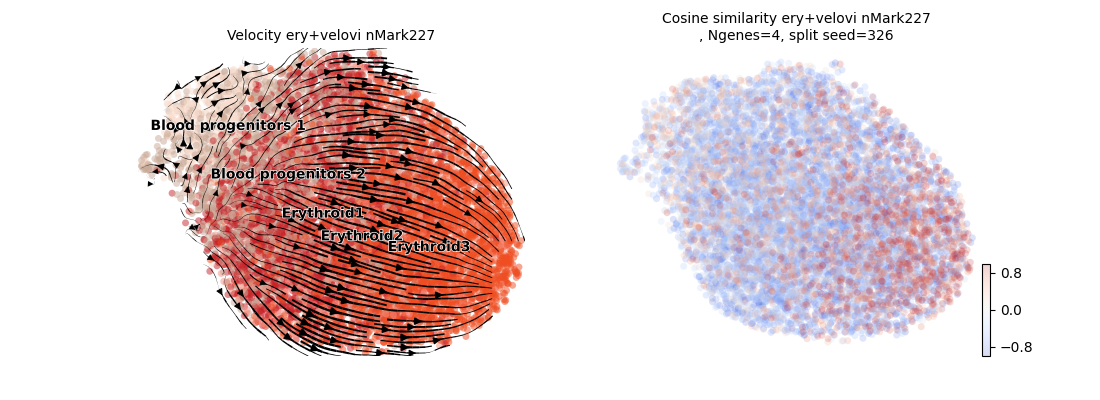 Velocity ery+velovi nMark227
Blood progenitors 1
Blood progenitors 2
Erythroid1
Erythroid2
Erythroid3
Cosine similarity ery+velovi nMark227
, Ngenes=4, split seed=326
0.8
0.0
−0.8